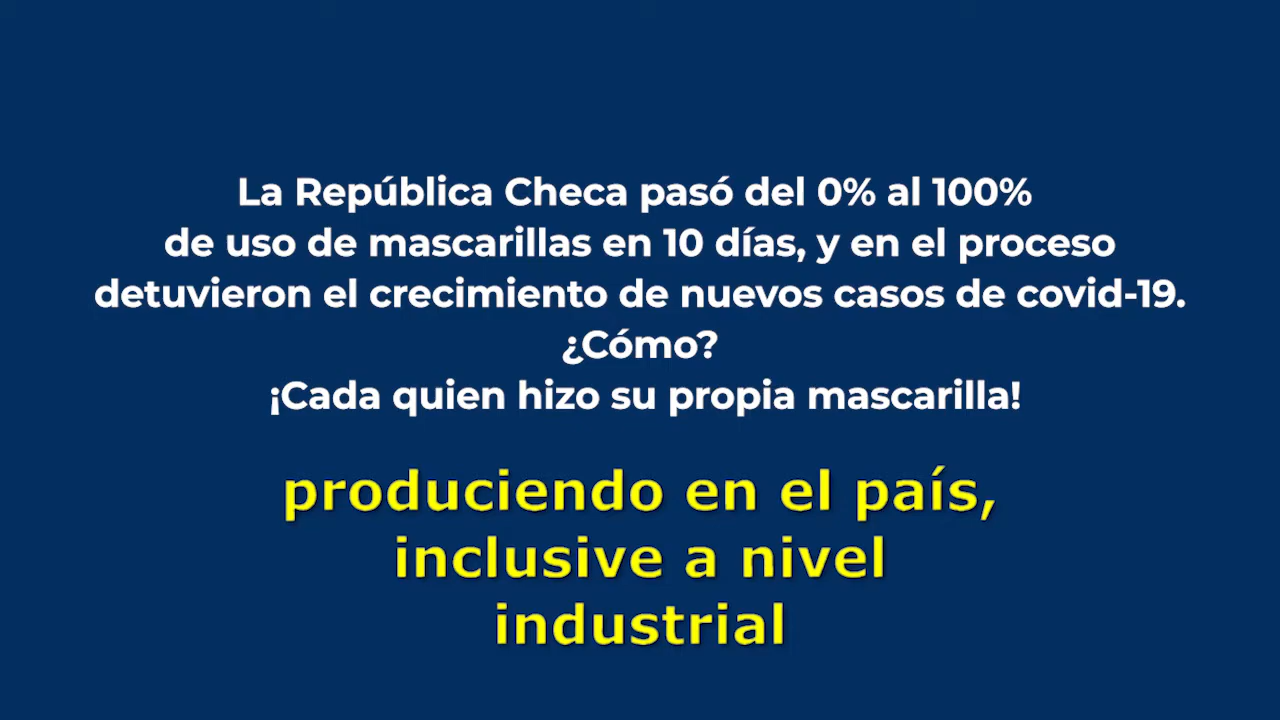 La República Checa pasó del 0% al 100%
de uso de mascarillas en 10 días, y en el proceso
detuvieron el crecimiento de nuevos casos de covid-19.
¿Cómo?
¡Cada quien hizo su propia mascarilla!
produciendo en el país,
inclusive a nivel
industrial